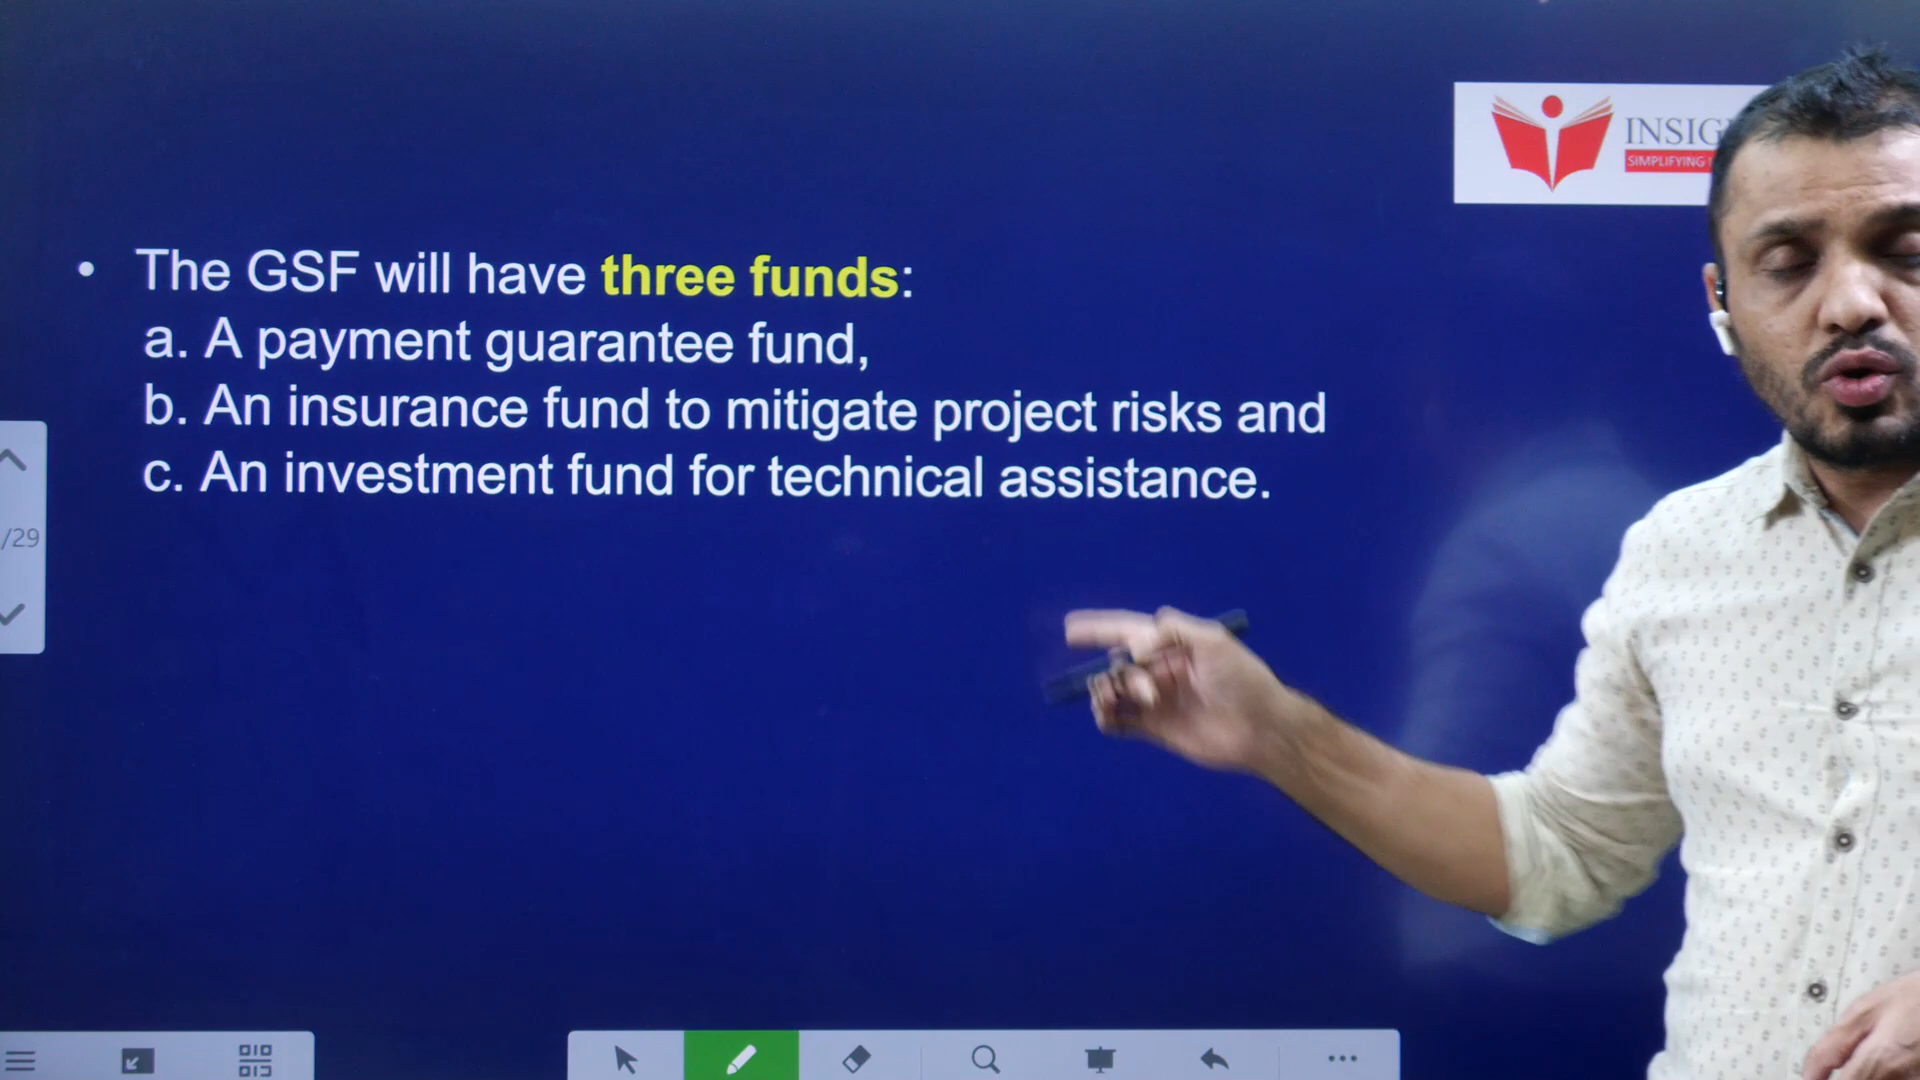 INSIG
SIMPLIFYING
• The GSF will have three funds:
a. A payment guarantee fund,
b. An insurance fund to mitigate project risks and
c. An investment fund for technical assistance.
/29